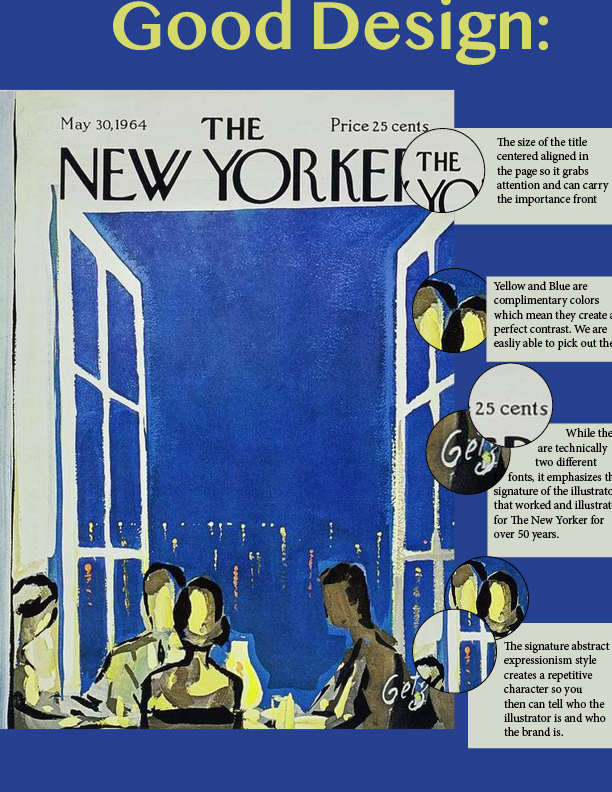 Good Design:
May 30, 1964 THE Price 25 cents
NEW YORKER
THE
YO
The size of the title
centered aligned in
the page so it grabs
attention and can carry
the importance front
Yellow and Blue are
complimentary colors
which mean they create a
perfect contrast. We are
easliy able to pick out the
25 cents
Getz
While the
are technically
two different
fonts, it emphasizes th
signature of the illustrato
that worked and illustrat
for The New Yorker for
over 50 years.
Getz
The signature abstract
expressionism style
creates a repetitive
character so you
then can tell who the
illustrator is and who
the brand is.